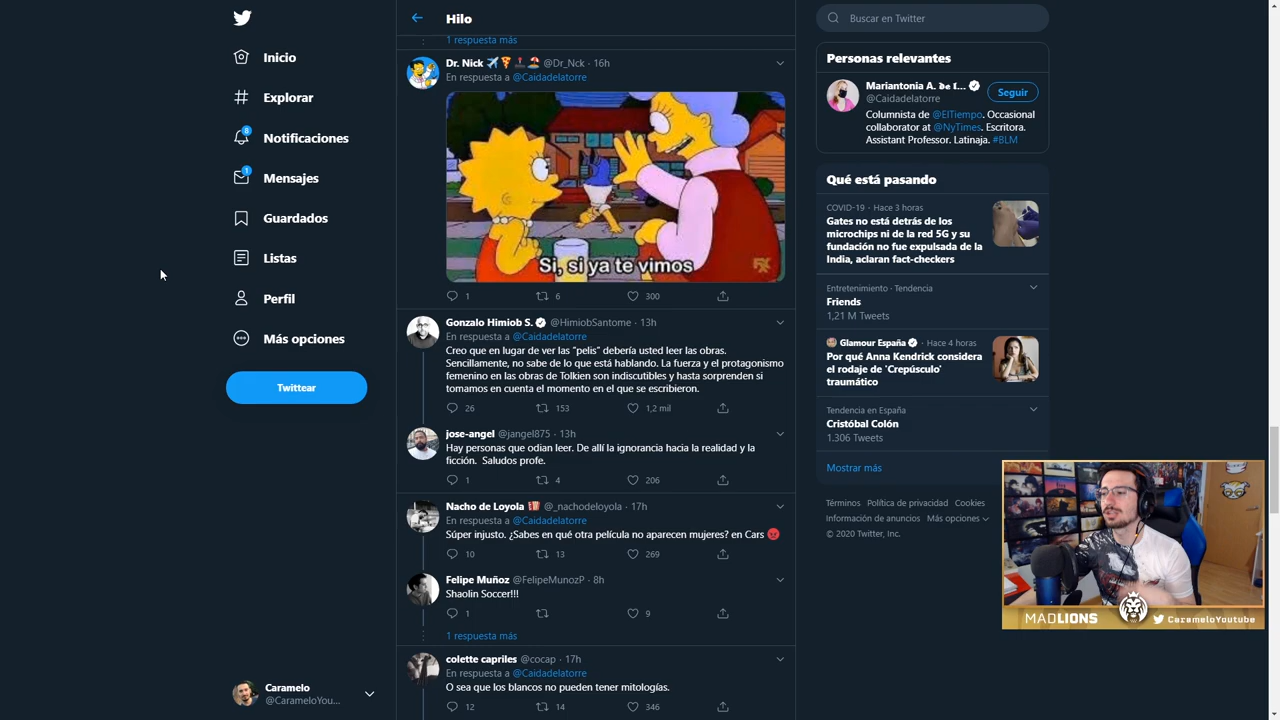 Inicio
Explorar
8
Notificaciones
1
Mensajes
Guardados
Listas
Perfil
Más opciones
Twittear
Caramelo
@CarameloYou...
Hilo
1 respuesta más
Dr. Nick @Dr_Nck · 16h
En respuesta a @Caidadelatorre
Si, si ya te vimos
FX
1 6 300
Gonzalo Himiob S. @HimiobSantome · 13h
En respuesta a @Caidadelatorre
Creo que en lugar de ver las "pelis" debería usted leer las obras.
Sencillamente, no sabe de lo que está hablando. La fuerza y el protagonismo
femenino en las obras de Tolkien son indiscutibles y hasta sorprenden si
tomamos en cuenta el momento en el que se escribieron.
26 153 1,2 mil
jose-angel @jangel875 · 13h
Hay personas que odian leer. De allí la ignorancia hacia la realidad y la
ficción. Saludos profe.
1 4 206
Nacho de Loyola @_nachodeloyola · 17h
En respuesta a @Caidadelatorre
Súper injusto. ¿Sabes en qué otra película no aparecen mujeres? en Cars
10 13 269
Felipe Muñoz @FelipeMunozP · 8h
Shaolin Soccer!!!
1 9
1 respuesta más
colette capriles @cocap · 17h
En respuesta a @Caidadelatorre
O sea que los blancos no pueden tener mitologías.
12 14 346
Buscar en Twitter
Personas relevantes
Mariantonia A. De I...
@Caidadelatorre
Seguir
Columnista de @ElTiempo. Occasional
collaborator at @NyTimes. Escritora.
Assistant Professor. Latinaja. #BLM
Qué está pasando
COVID-19 · Hace 3 horas
Gates no está detrás de los
microchips ni de la red 5G y su
fundación no fue expulsada de la
India, aclaran fact-checkers
Entretenimiento · Tendencia
Friends
1,21 M Tweets
Glamour España · Hace 4 horas
Por qué Anna Kendrick considera
el rodaje de 'Crepúsculo'
traumático
Tendencia en España
Cristóbal Colón
1.306 Tweets
Mostrar más
Términos Política de privacidad Cookies
Información de anuncios Más opciones
© 2020 Twitter, Inc.
MADLIONS
CarameloYoutube